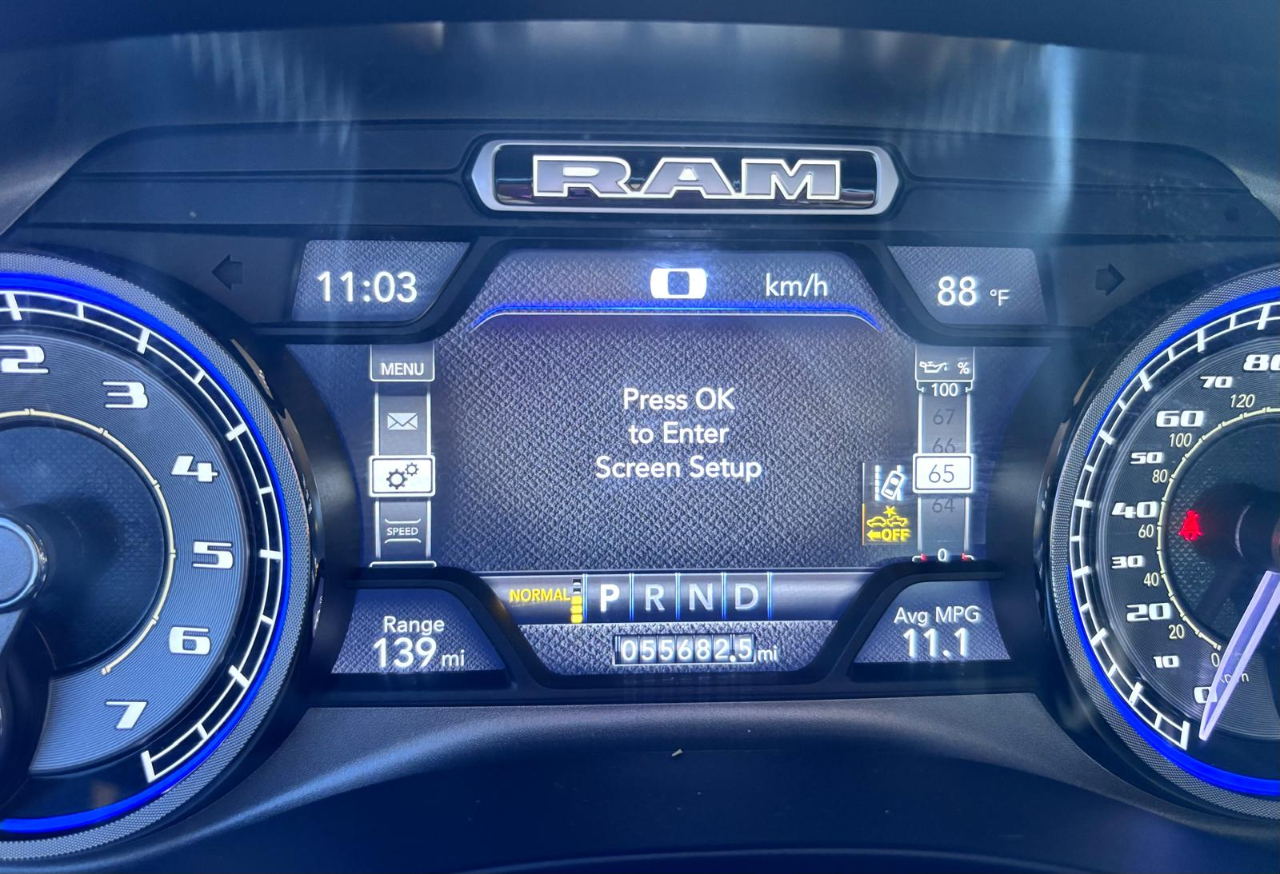 RAM
11:03
0 km/h
88 °F
MENU
%
100
67
66
65
64
0
Press OK
to Enter
Screen Setup
SPEED
OFF
NORMAL
P R N D
Range
139 mi
055682.5 mi
Avg MPG
11.1
2
3
4
5
6
7
80
70
60
50
40
30
20
10
0
120
100
80
60
40
20
0